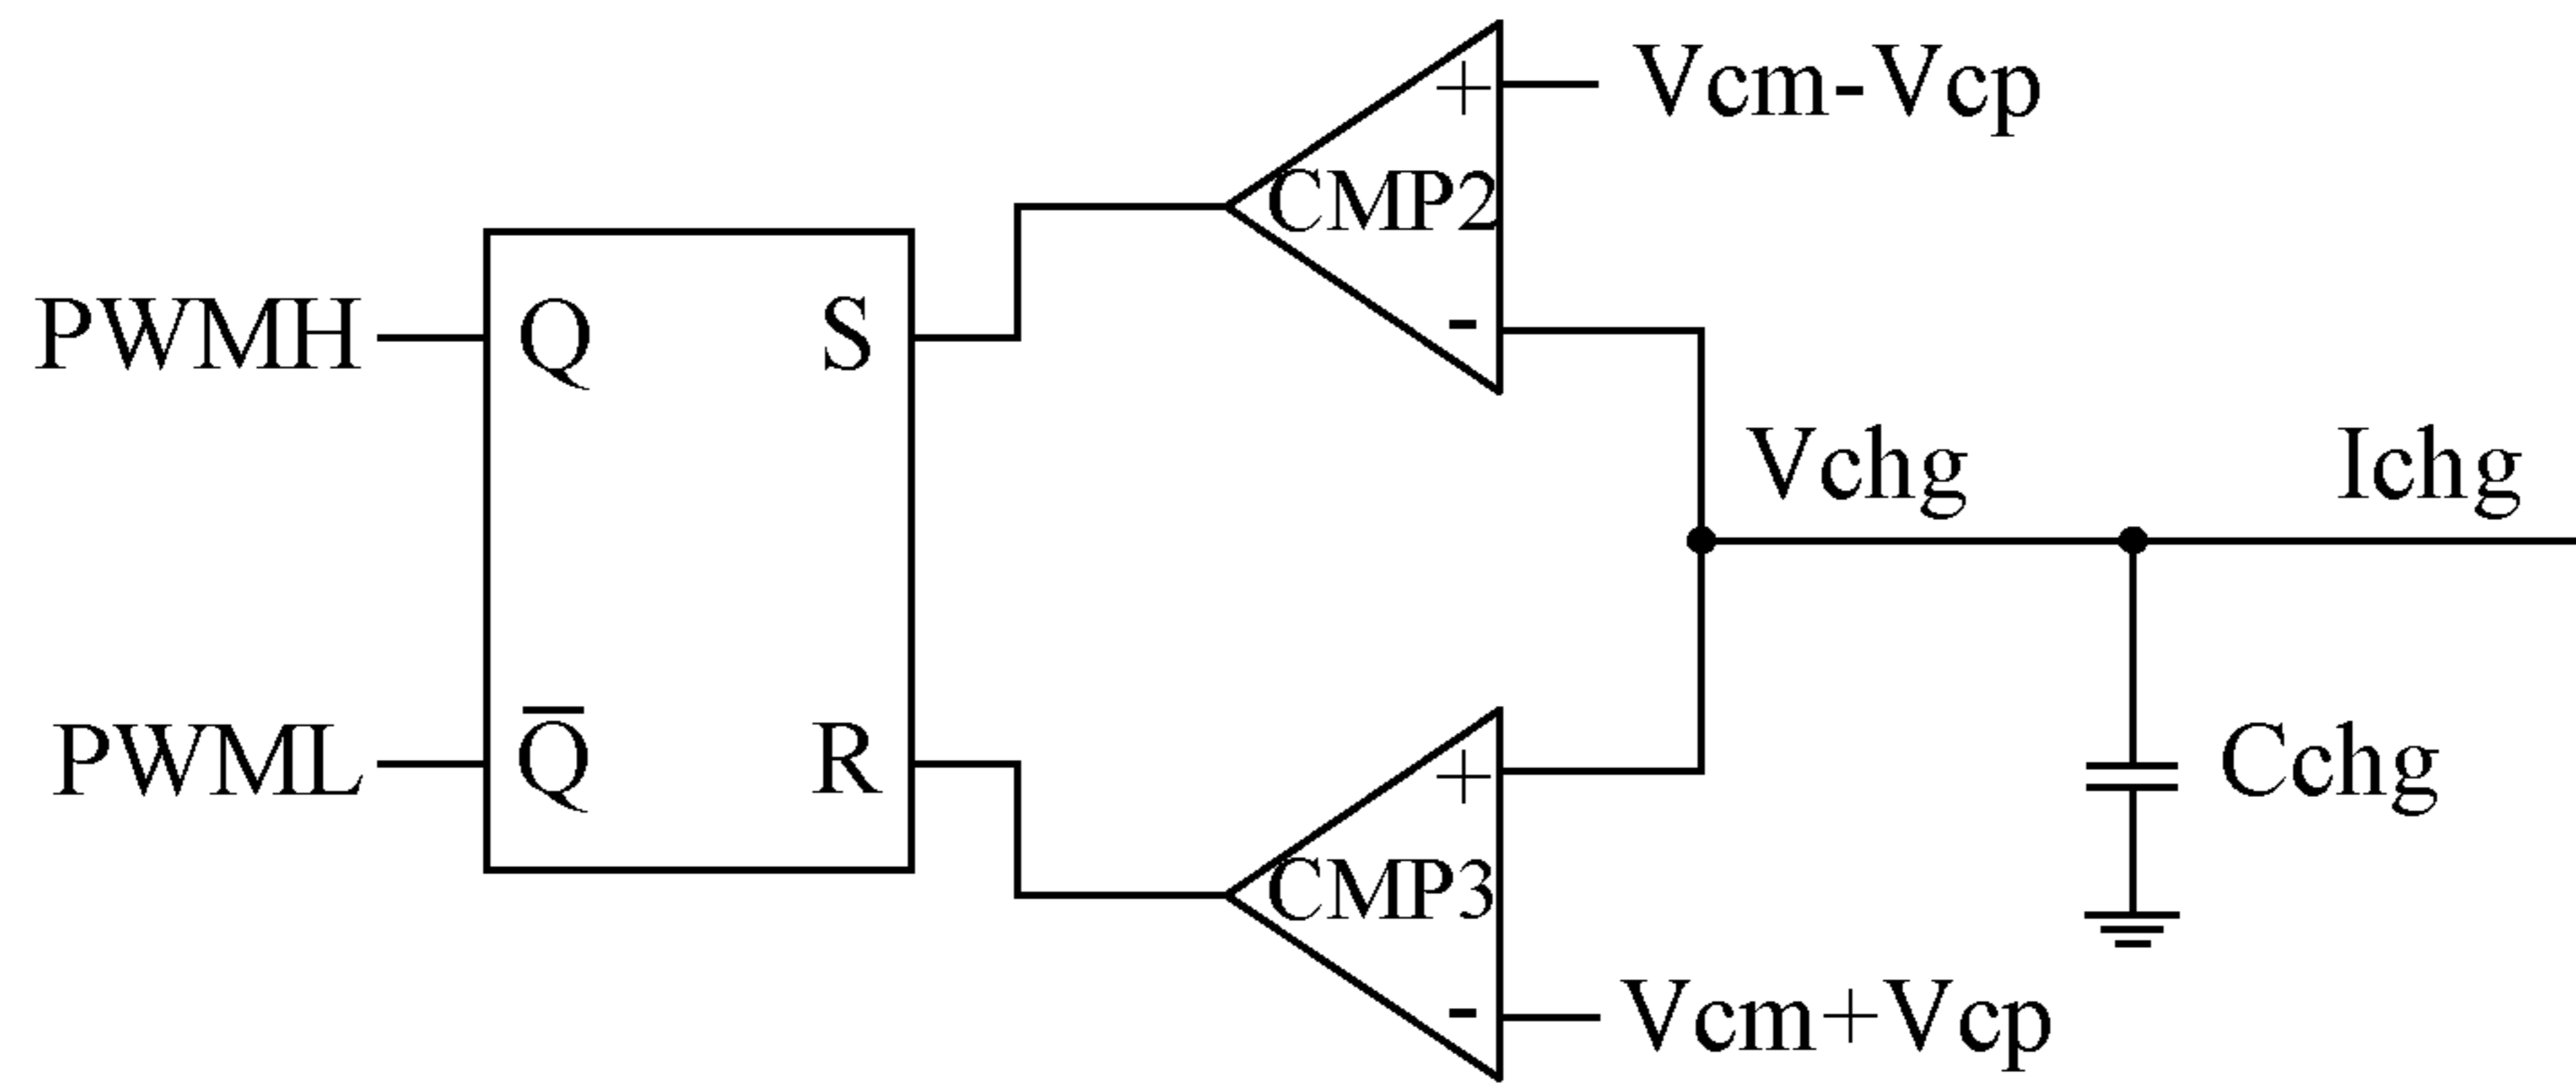 Vcm-Vcp
+
CMP2
-
PWMH
Q
S
Vchg
Ichg
PWML
Q̅
R
+
Cchg
CMP3
-
Vcm+Vcp